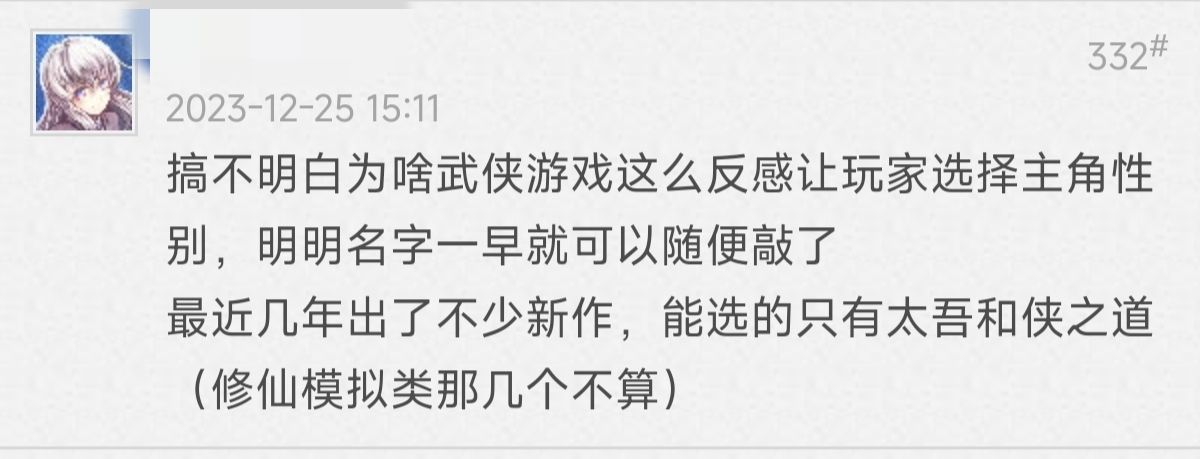 332#
2023-12-25 15:11
搞不明白为啥武侠游戏这么反感让玩家选择主角性
别，明明名字一早就可以随便敲了
最近几年出了不少新作，能选的只有太吾和侠之道
（修仙模拟类那几个不算）